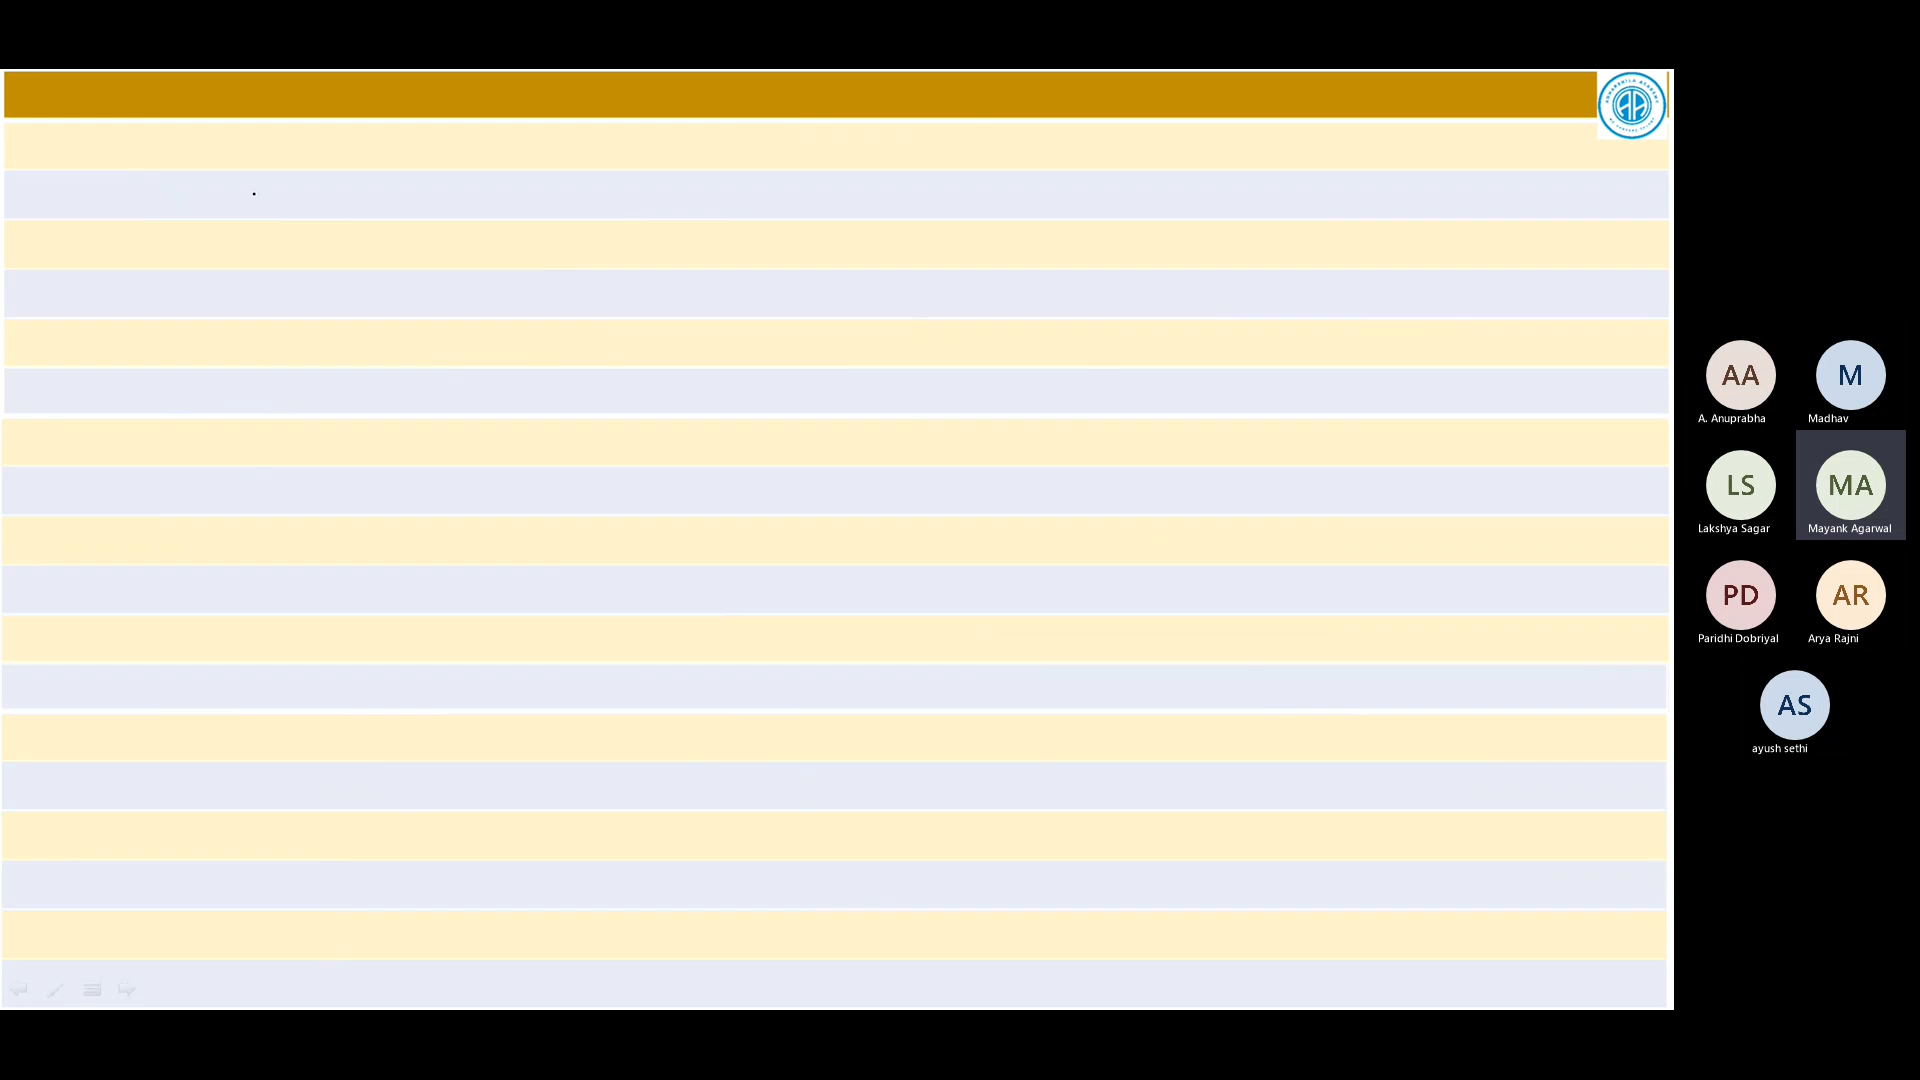 AA
A. Anuprabha
M
Madhav
LS
Lakshya Sagar
MA
Mayank Agarwal
PD
Paridhi Dobriyal
AR
Arya Rajni
AS
ayush sethi